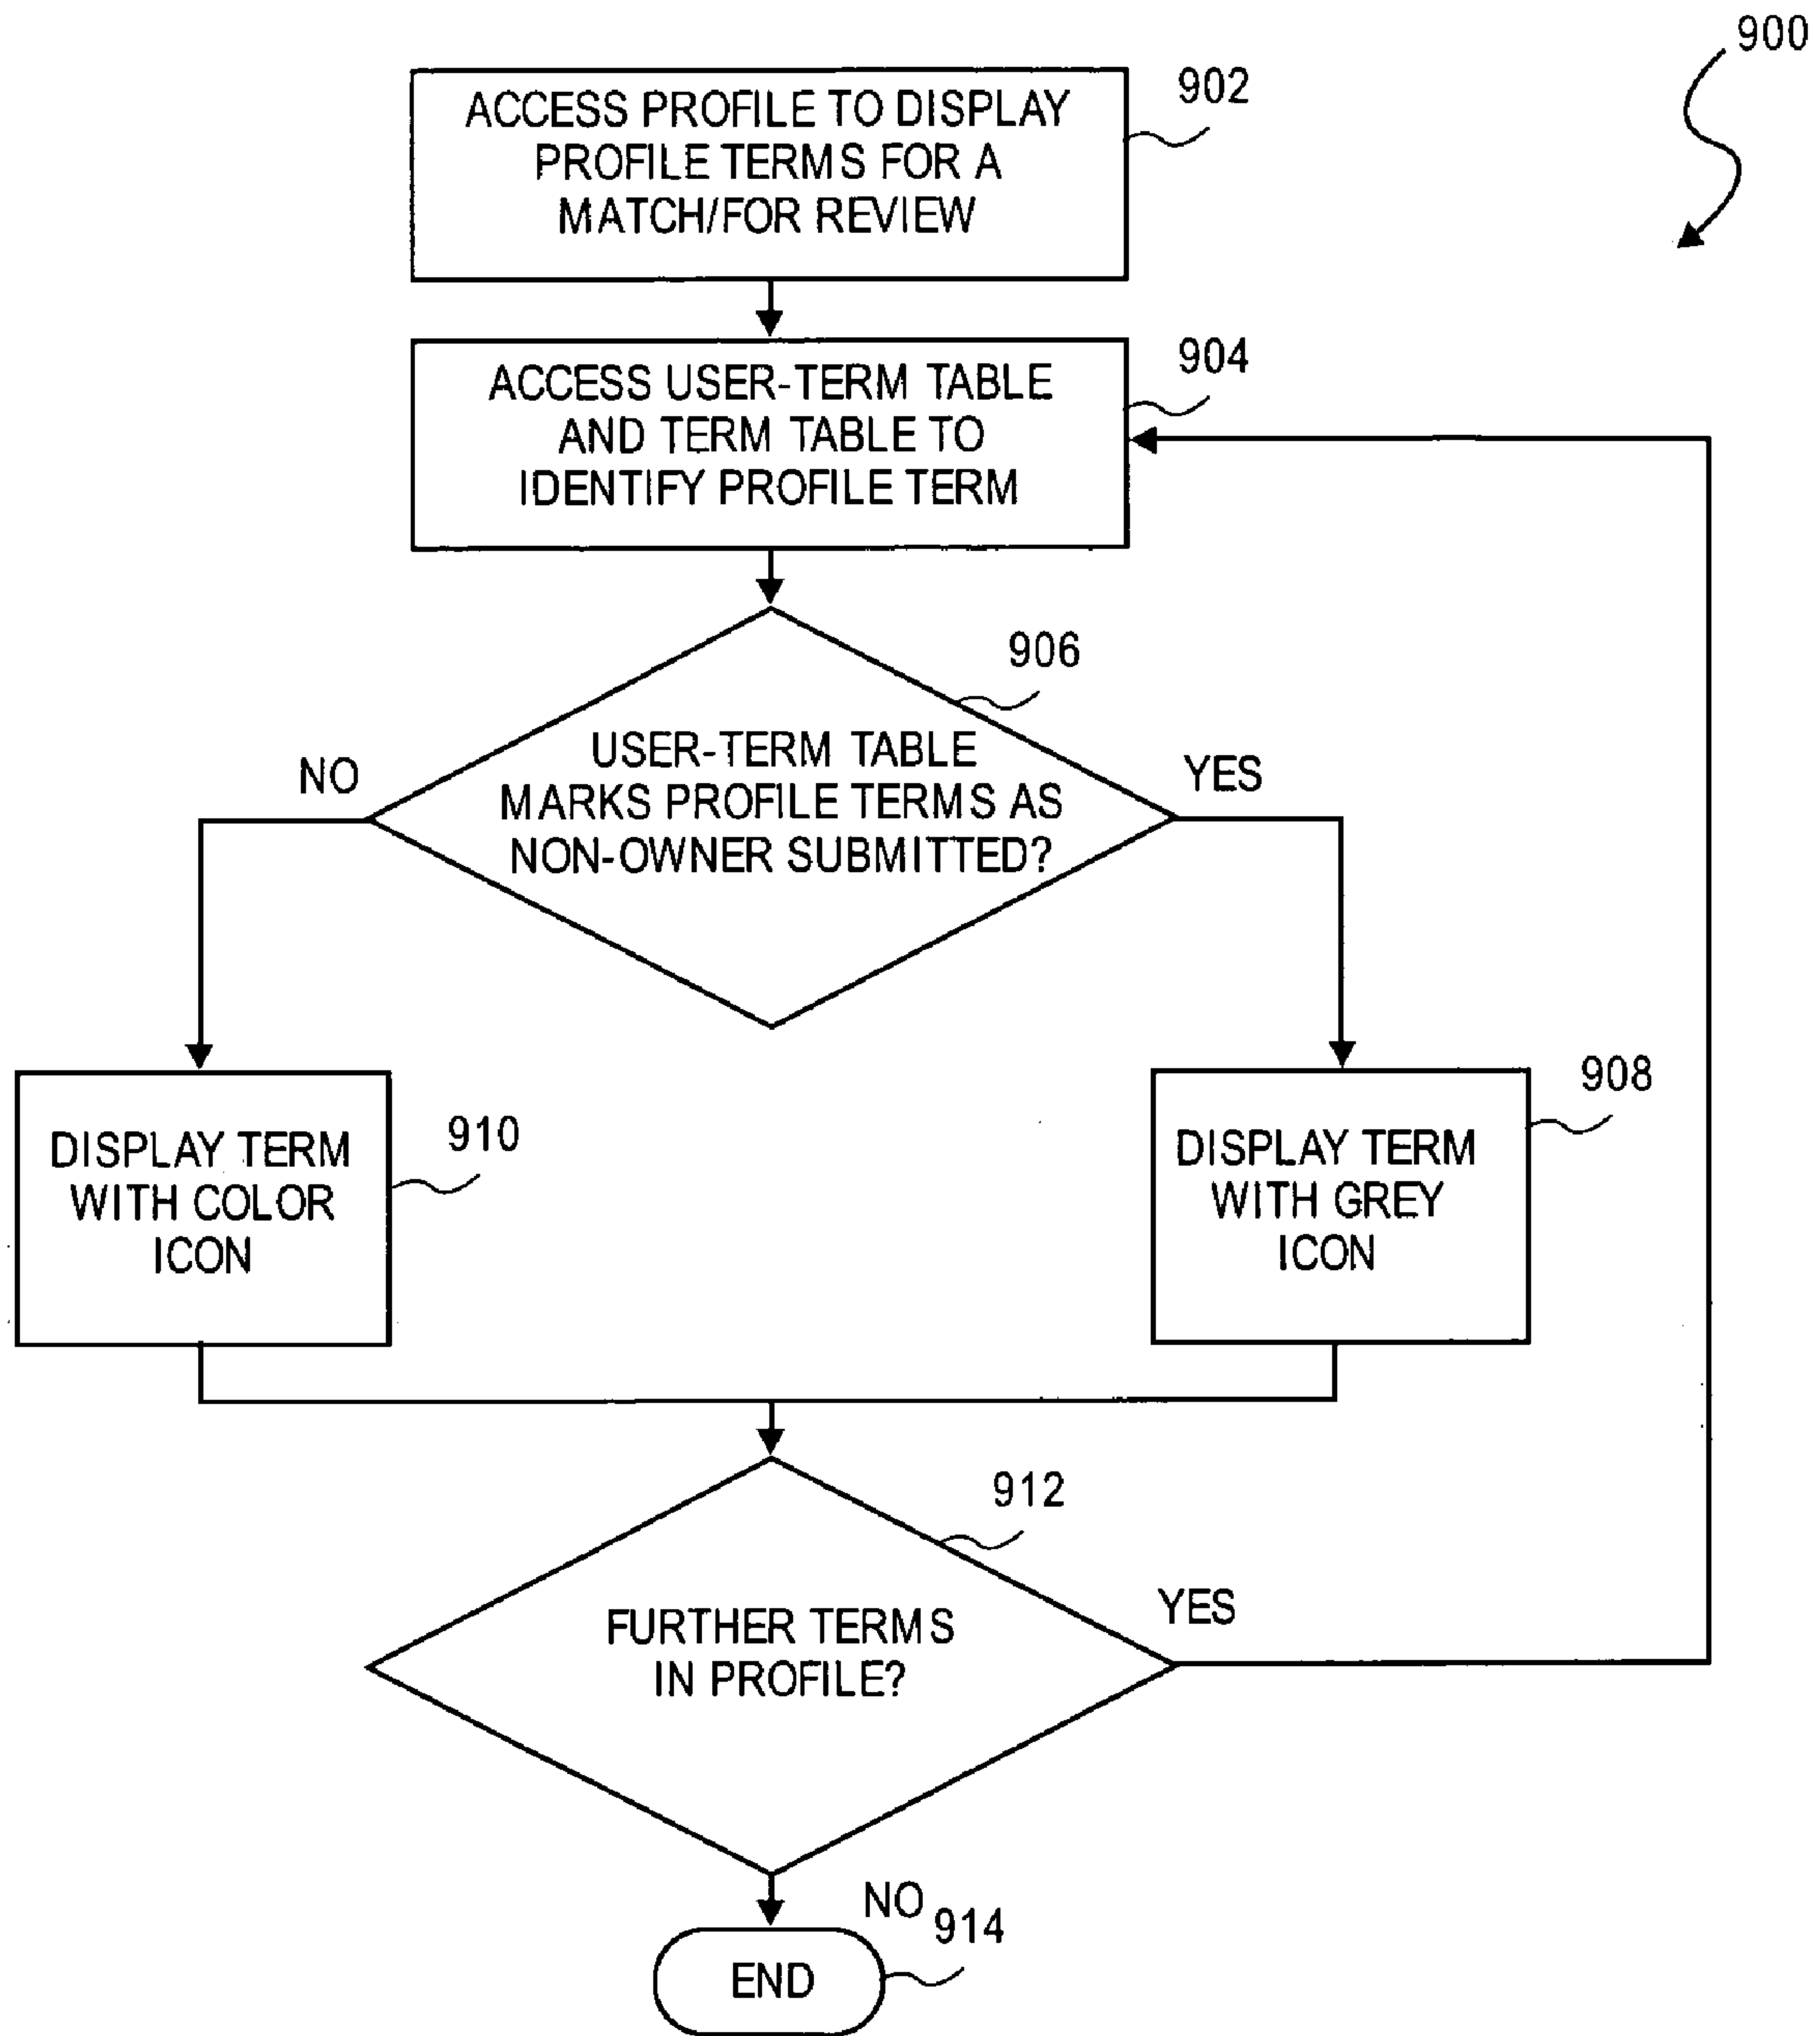 900
902
ACCESS PROFILE TO DISPLAY
PROFILE TERMS FOR A
MATCH/FOR REVIEW
904
ACCESS USER-TERM TABLE
AND TERM TABLE TO
IDENTIFY PROFILE TERM
906
USER-TERM TABLE
MARKS PROFILE TERMS AS
NON-OWNER SUBMITTED?
NO
YES
910
DISPLAY TERM
WITH COLOR
ICON
908
DISPLAY TERM
WITH GREY
ICON
912
FURTHER TERMS
IN PROFILE?
YES
NO
914
END